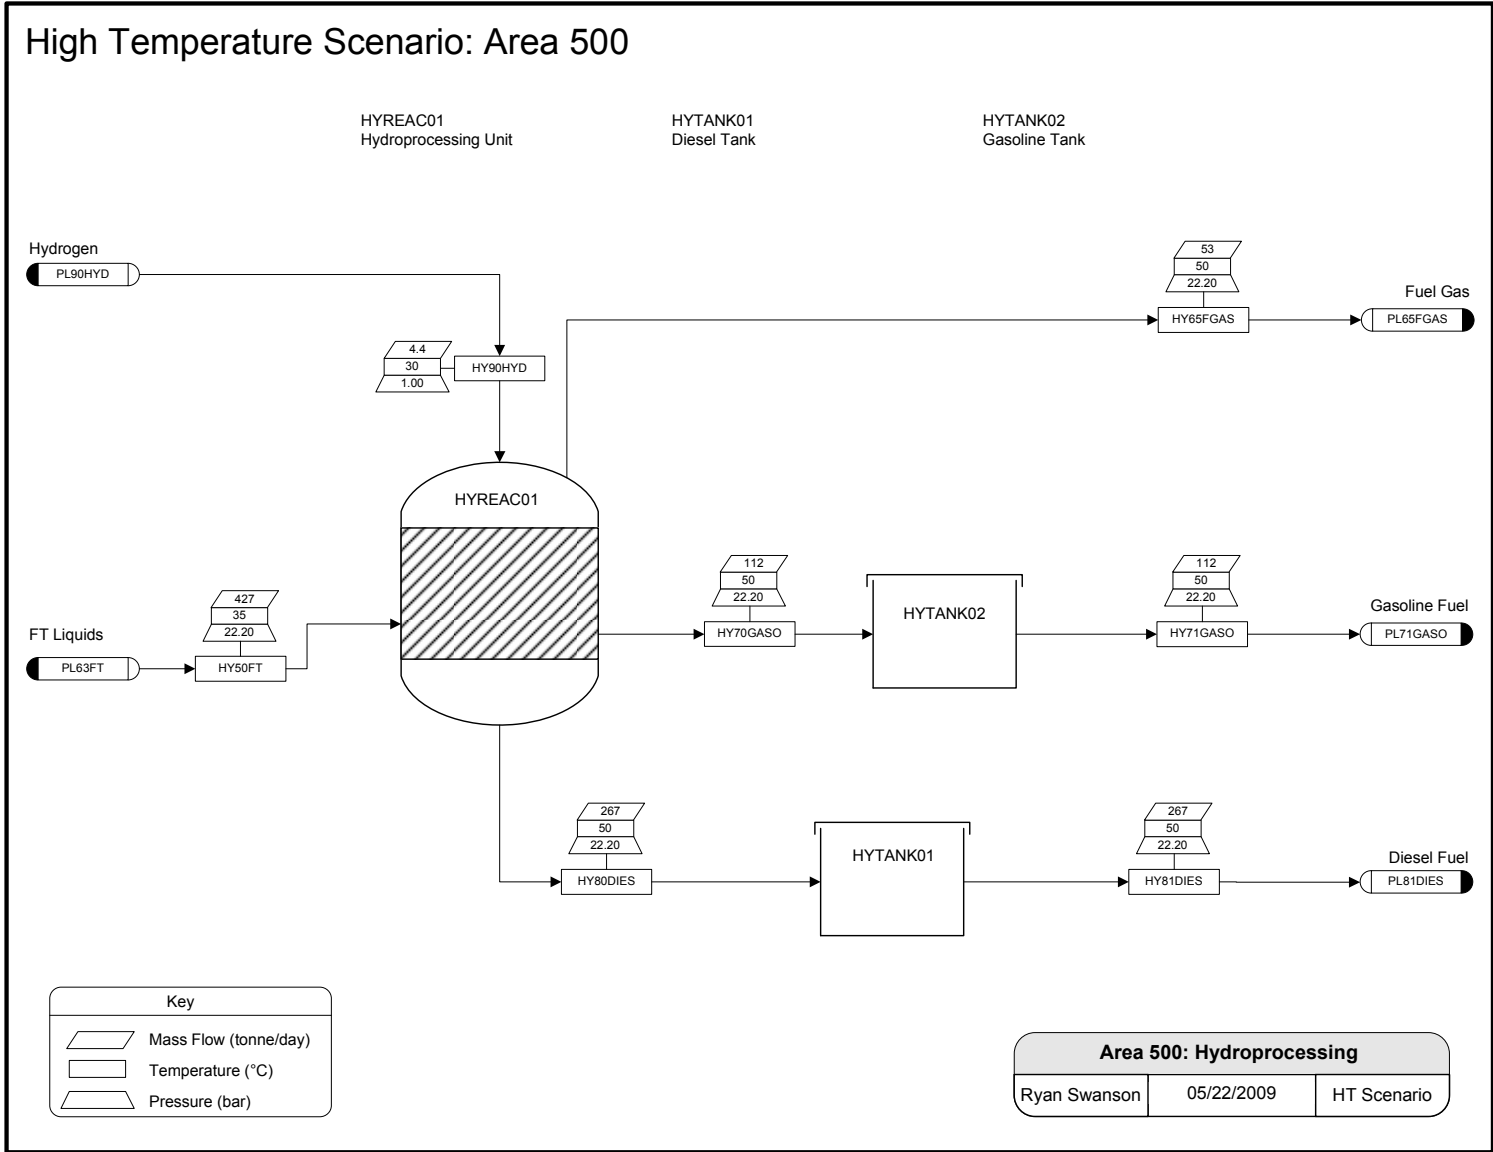 High Temperature Scenario: Area 500
HYREAC01
Hydroprocessing Unit
HYTANK01
Diesel Tank
HYTANK02
Gasoline Tank
Hydrogen
PL90HYD
4.4
30
1.00
HY90HYD
53
50
22.20
HY65FGAS
Fuel Gas
PL65FGAS
HYREAC01
FT Liquids
PL63FT
427
35
22.20
HY50FT
112
50
22.20
HY70GASO
HYTANK02
112
50
22.20
HY71GASO
Gasoline Fuel
PL71GASO
267
50
22.20
HY80DIES
HYTANK01
267
50
22.20
HY81DIES
Diesel Fuel
PL81DIES
Key
Mass Flow (tonne/day)
Temperature (°C)
Pressure (bar)
Area 500: Hydroprocessing
Ryan Swanson
05/22/2009
HT Scenario